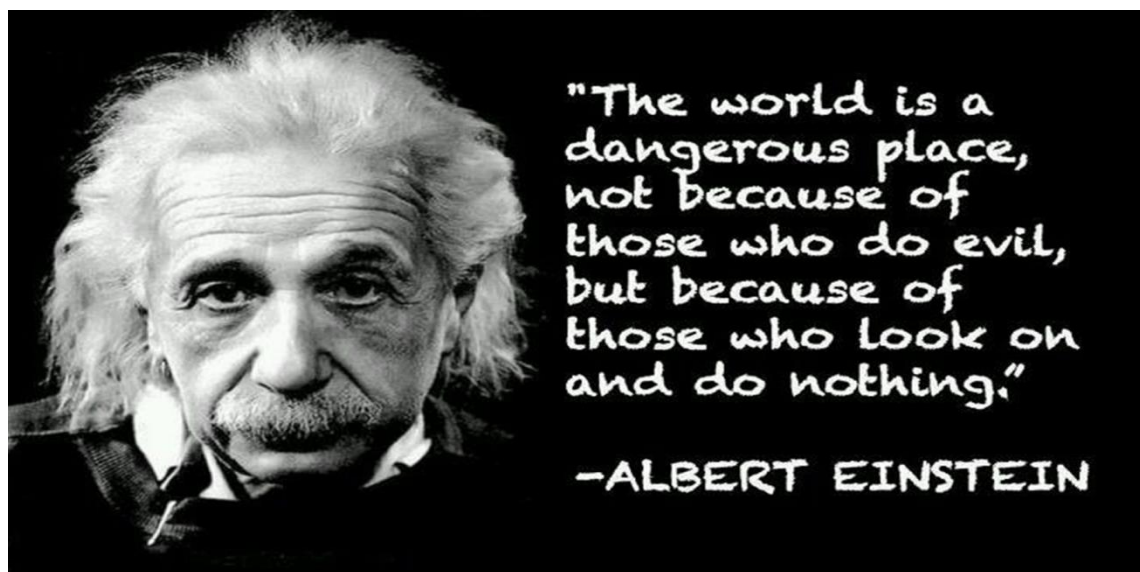 "The world is a
dangerous place,
not because of
those who do evil,
but because of
those who look on
and do nothing.”
-ALBERT EINSTEIN